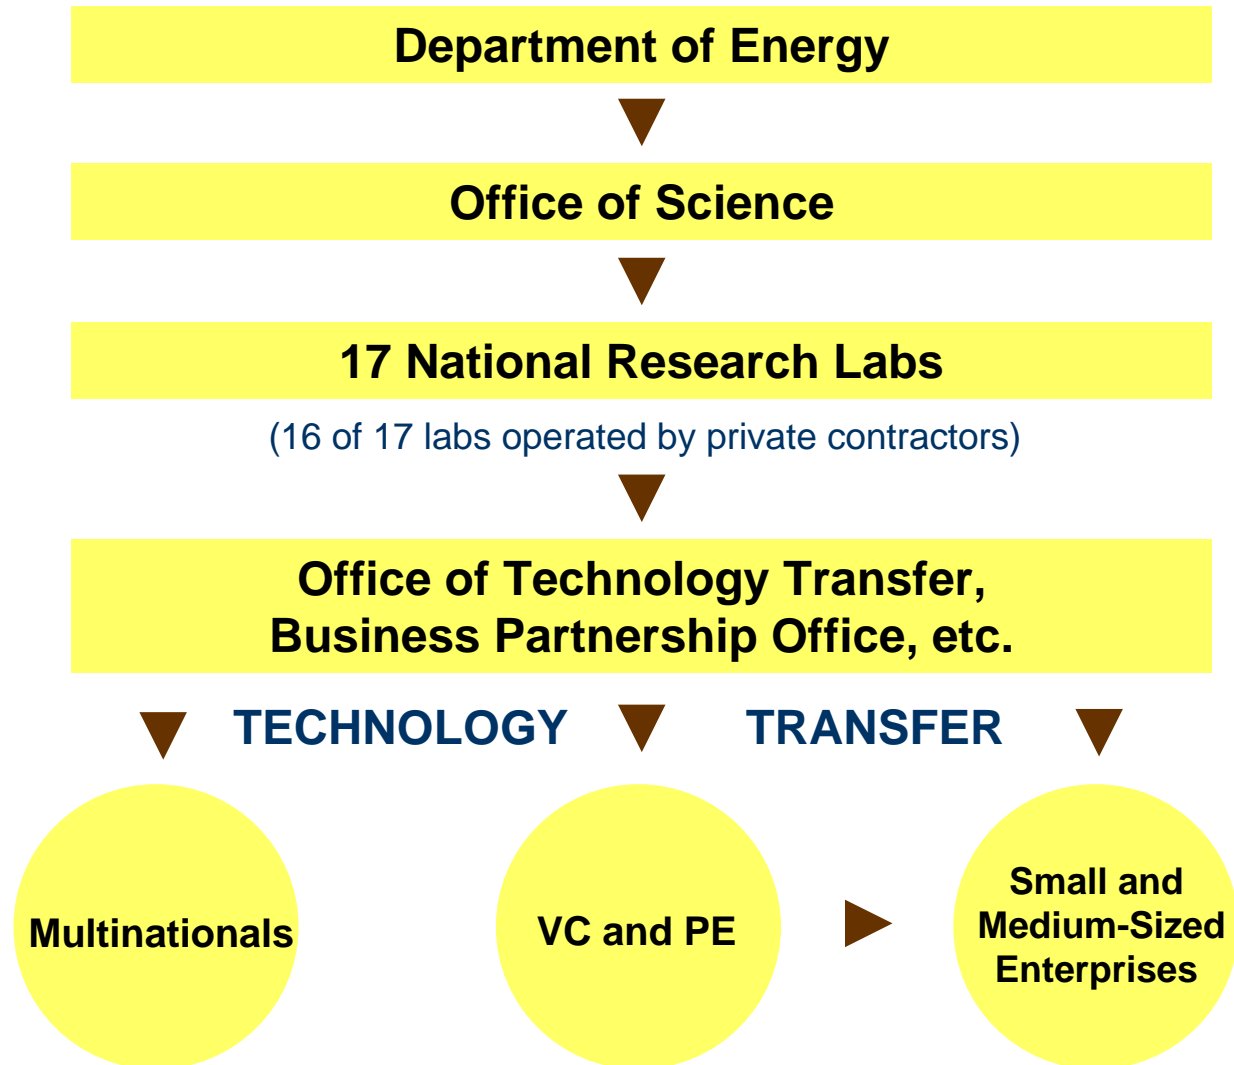 Department of Energy
Office of Science
17 National Research Labs
(16 of 17 labs operated by private contractors)
Office of Technology Transfer,
Business Partnership Office, etc.
TECHNOLOGY TRANSFER
Multinationals
VC and PE
Small and
Medium-Sized
Enterprises